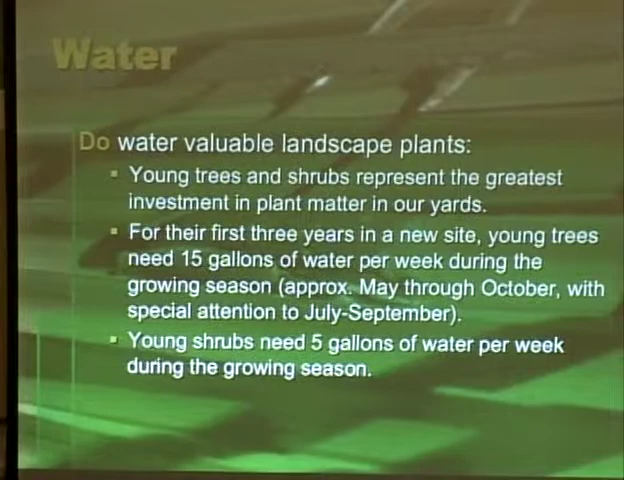 Water
Do water valuable landscape plants:
Young trees and shrubs represent the greatest
investment in plant matter in our yards.
For their first three years in a new site, young trees
need 15 gallons of water per week during the
growing season (approx. May through October, with
special attention to July-September).
Young shrubs need 5 gallons of water per week
during the growing season.